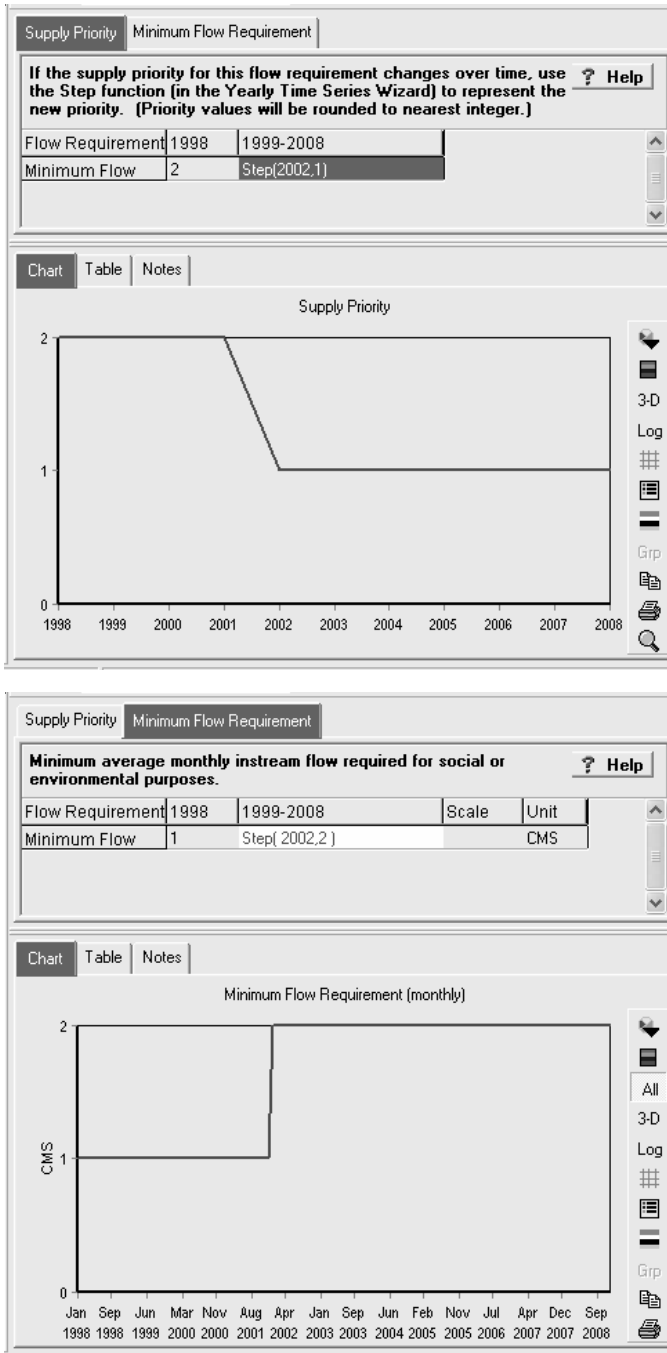 Supply Priority Minimum Flow Requirement
If the supply priority for this flow requirement changes over time, use ? Help
the Step function (in the Yearly Time Series Wizard) to represent the
new priority. (Priority values will be rounded to nearest integer.)
Flow Requirement 1998 1999-2008
Minimum Flow 2 Step(2002,1)
Chart Table Notes
Supply Priority
2
3-D
Log
1
Grp
0
1998 1999 2000 2001 2002 2003 2004 2005 2006 2007 2008
Supply Priority Minimum Flow Requirement
Minimum average monthly instream flow required for social or ? Help
environmental purposes.
Flow Requirement 1998 1999-2008 Scale Unit
Minimum Flow 1 Step( 2002,2 ) CMS
Chart Table Notes
Minimum Flow Requirement (monthly)
2
All
3-D
Log
CMS
1
Grp
0
Jan Sep Jun Mar Nov Aug Apr Jan Sep Jun Feb Nov Jul Apr Dec Sep
1998 1998 1999 2000 2000 2001 2002 2003 2003 2004 2005 2005 2006 2007 2007 2008